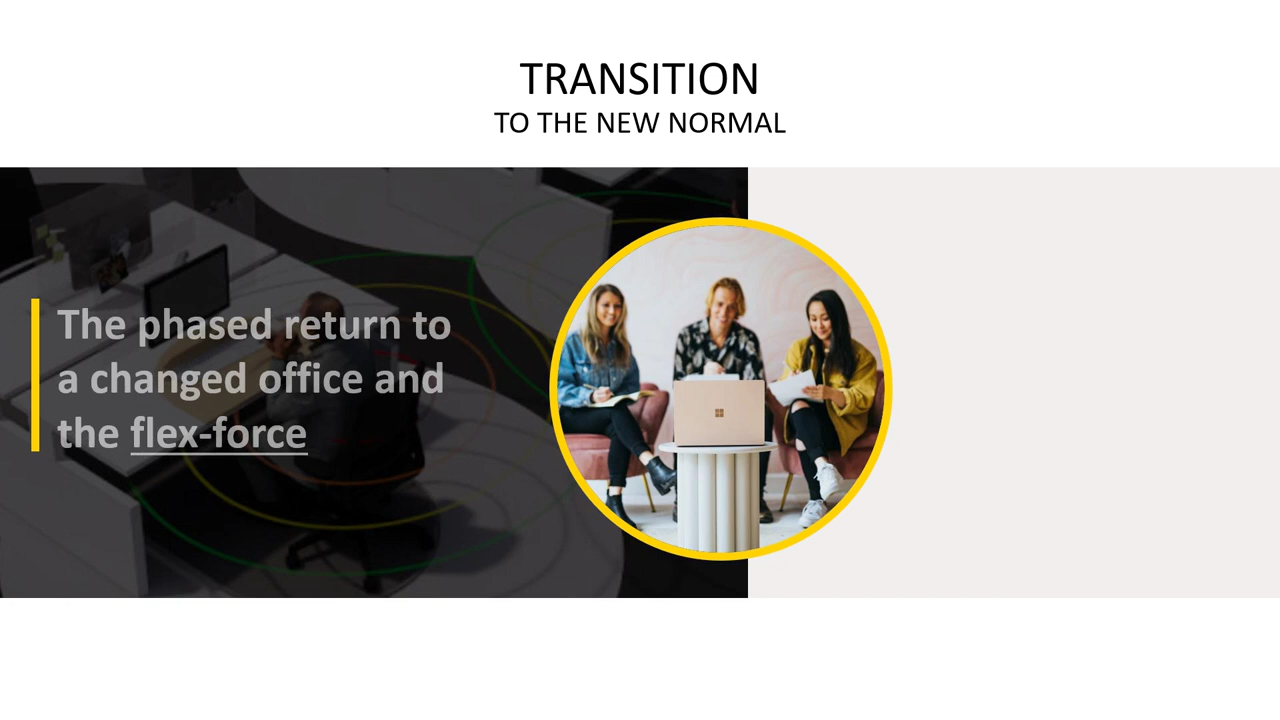 TRANSITION
TO THE NEW NORMAL
The phased return to
a changed office and
the flex-force